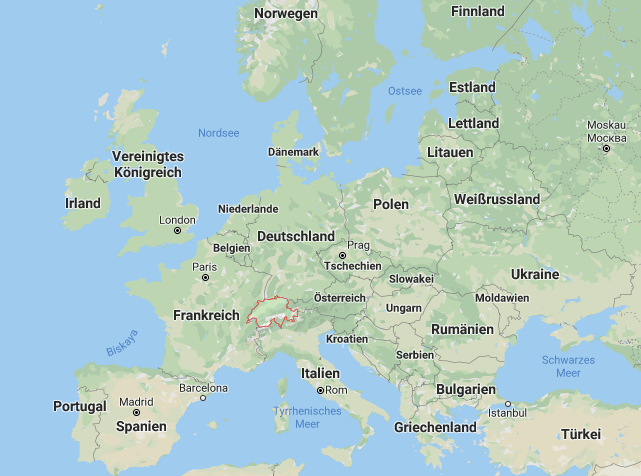 Norwegen
Finnland
Ostsee
Estland
Nordsee
Lettland
Moskau
Москва
Dänemark
Litauen
Vereinigtes
Königreich
Irland
Niederlande
Polen
Weißrussland
London
Belgien
Deutschland
Prag
Paris
Tschechien
Slowakei
Ukraine
Österreich
Moldawien
Frankreich
Ungarn
Rumänien
Biskaya
Kroatien
Serbien
Schwarzes
Meer
Italien
Barcelona
Rom
Bulgarien
Portugal
Madrid
Tyrrhenisches
Meer
Istanbul
Spanien
Griechenland
Türkei